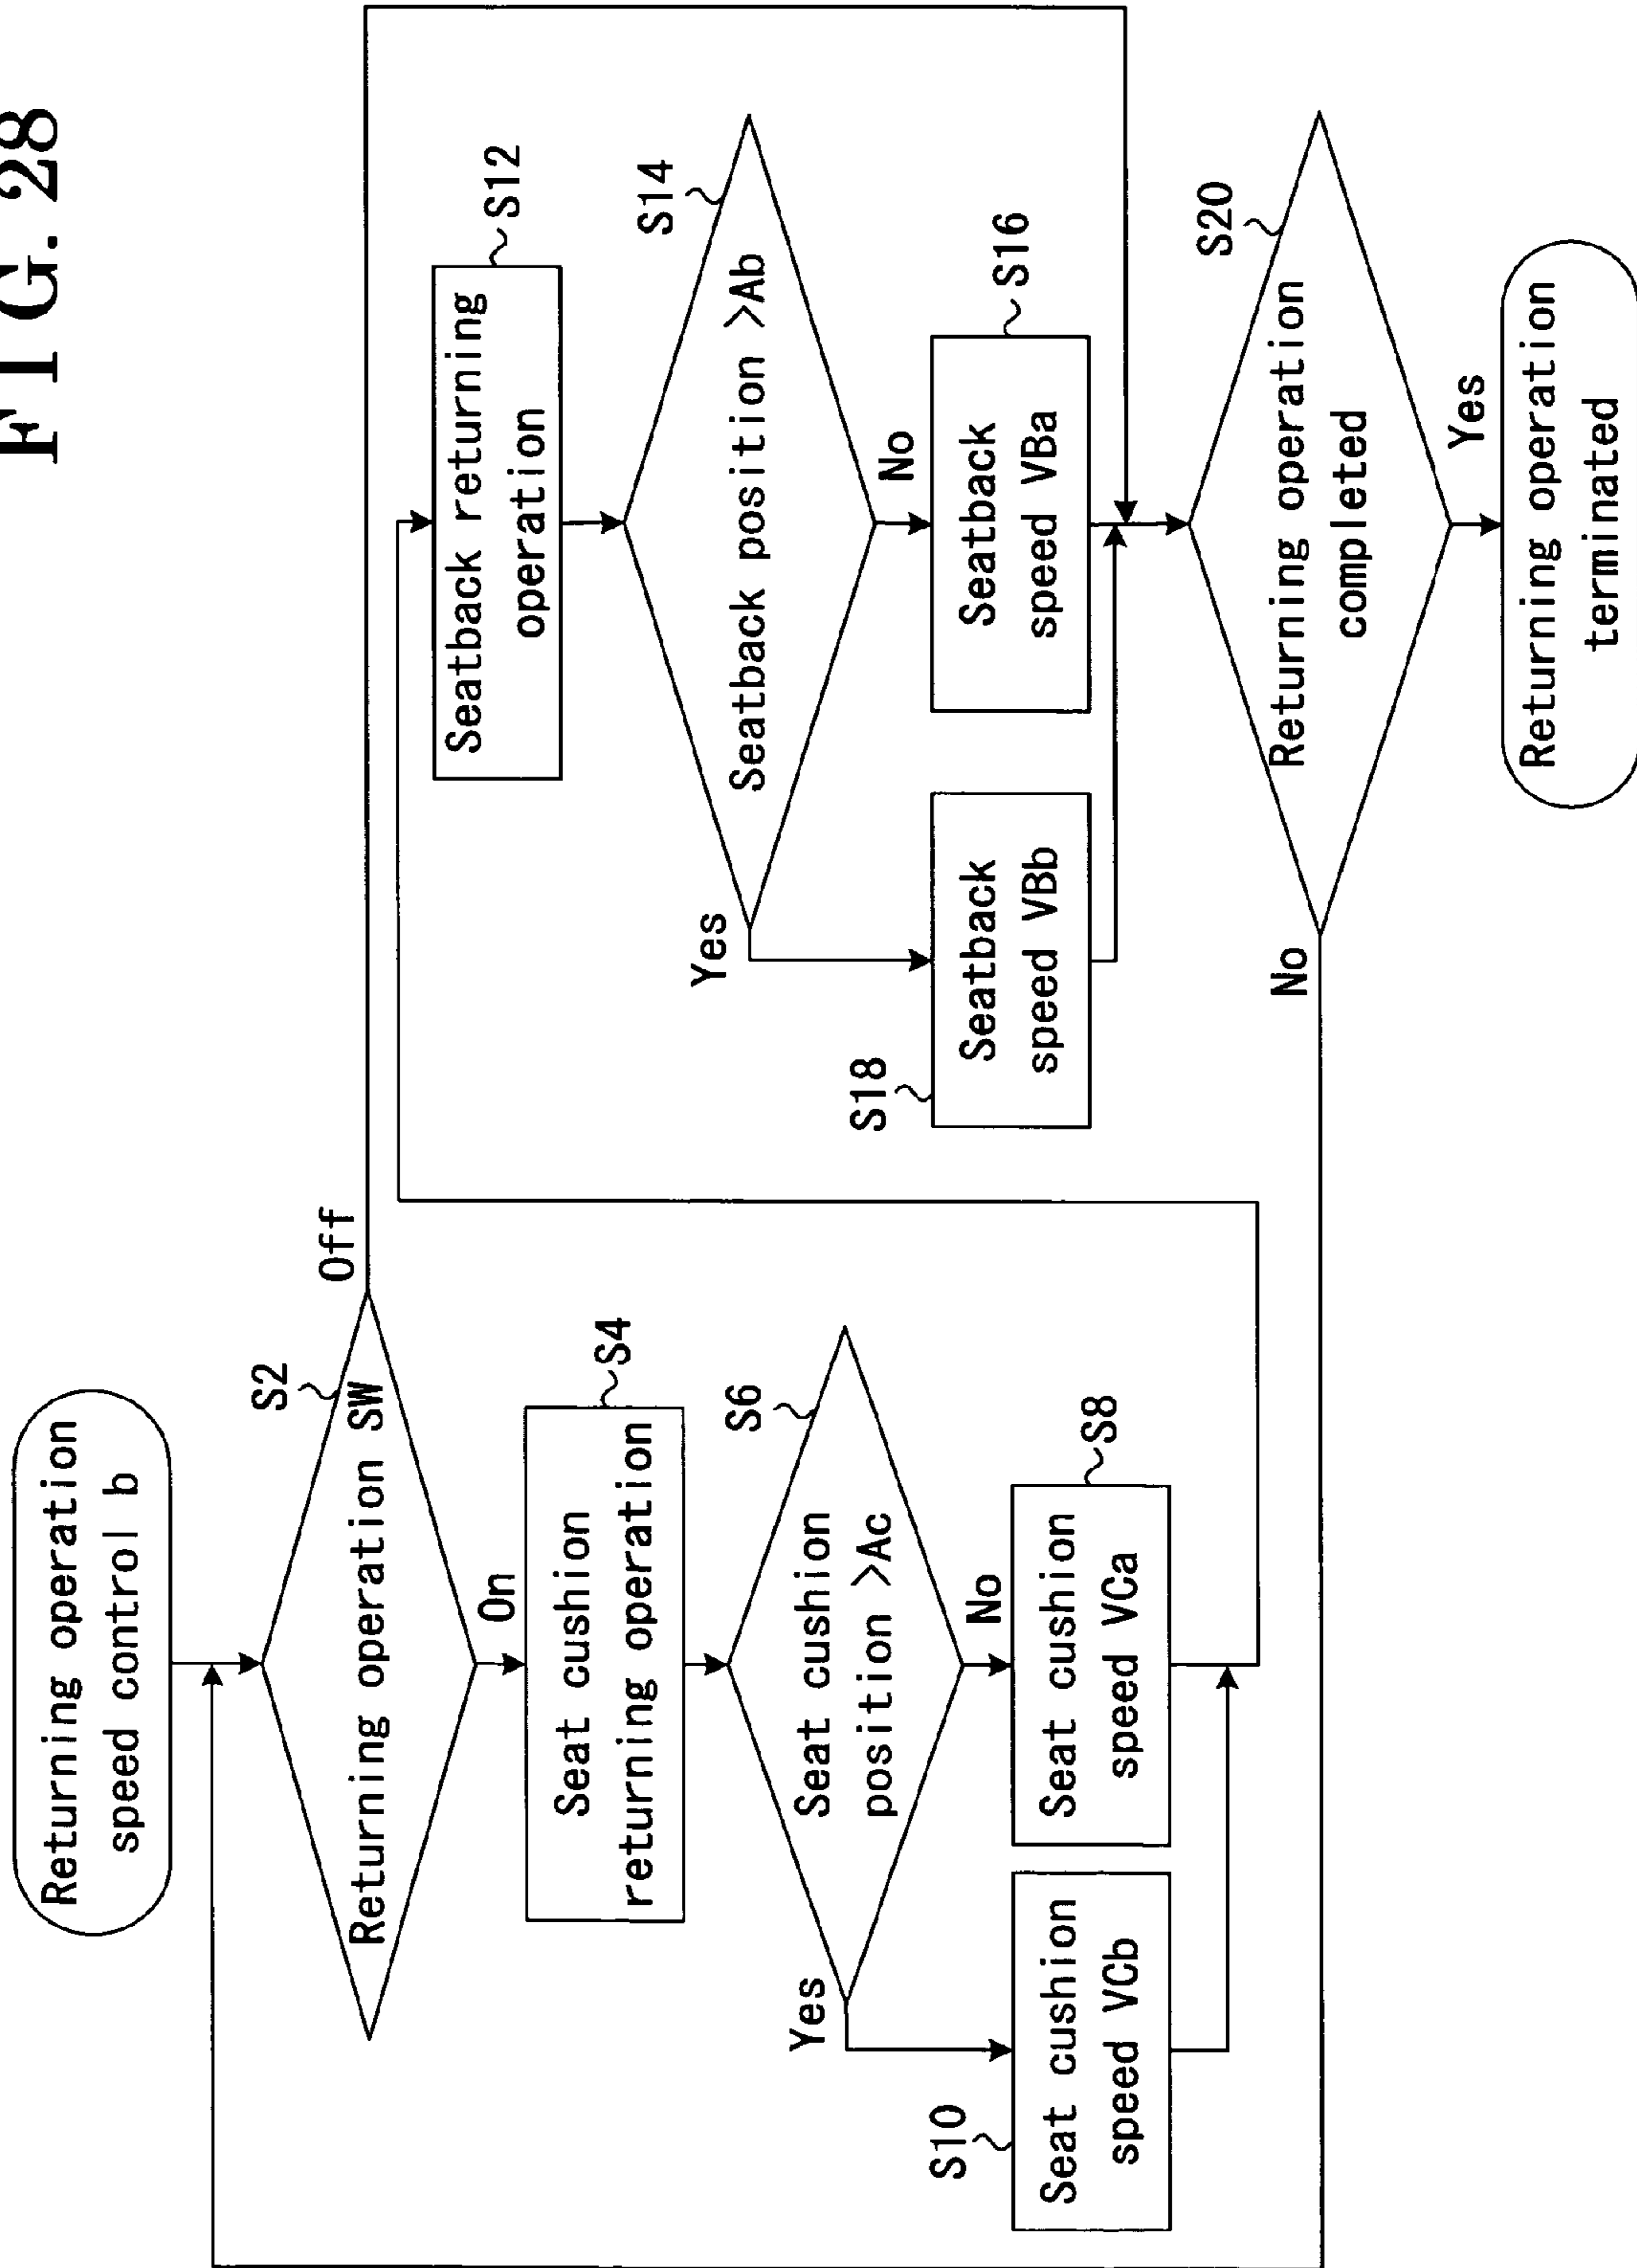 FIG. 28
Returning operation
speed control b
S2
Returning operation SW
Off
On
S4
Seat cushion
returning operation
S6
Seat cushion
position >Ac
Yes
No
S10
Seat cushion
speed VCb
S8
Seat cushion
speed VCa
S12
Seatback returning
operation
S14
Seatback position >Ab
Yes
No
S18
Seatback
speed VBb
S16
Seatback
speed VBa
S20
Returning operation
completed
No
Yes
Returning operation
terminated